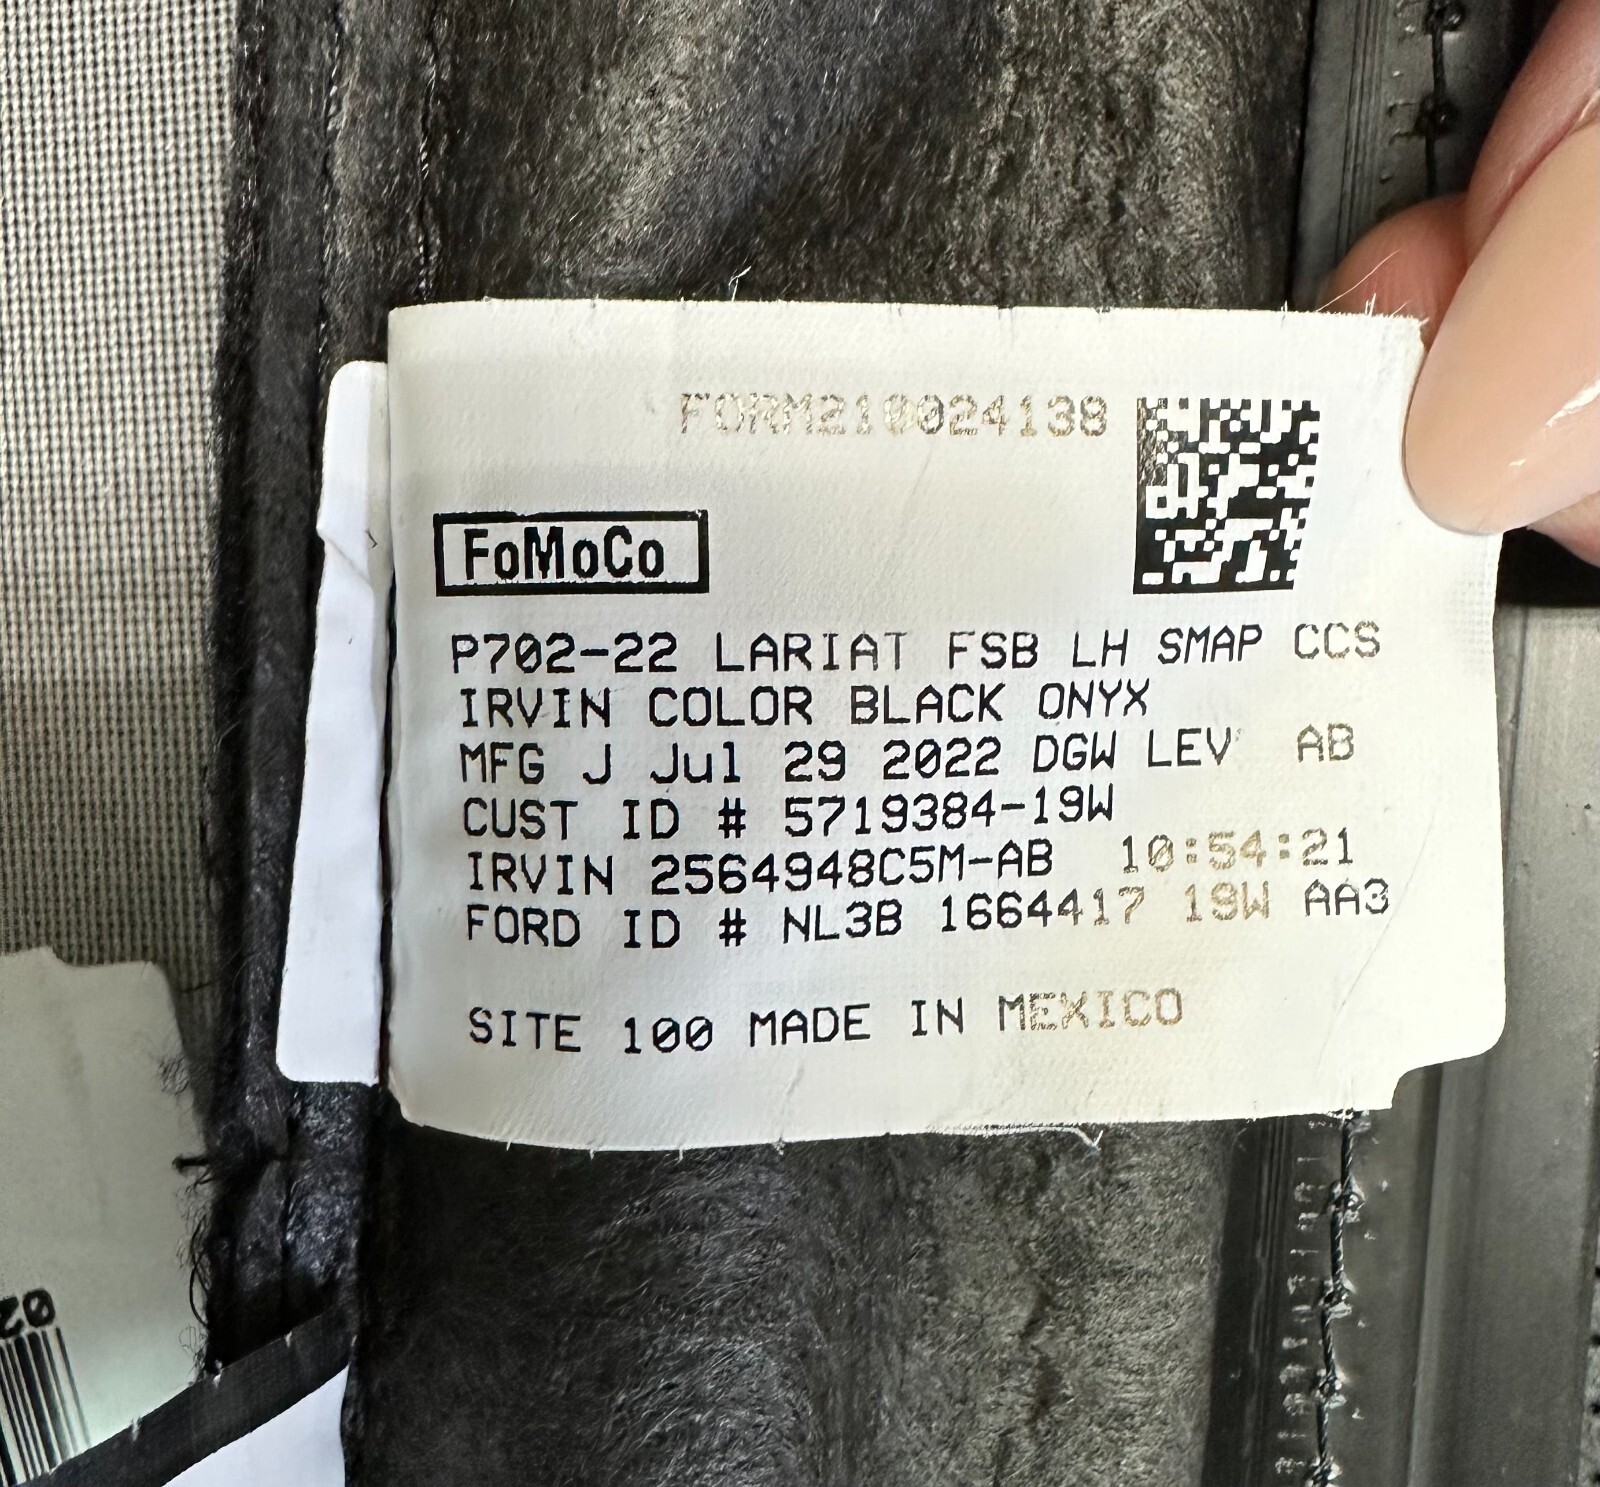 FORM210024138
FoMoCo
P702-22 LARIAT FSB LH SMAP CCS
IRVIN COLOR BLACK ONYX
MFG J Jul 29 2022 DGW LEV AB
CUST ID # 5719384-19W
IRVIN 2564948C5M-AB 10:54:21
FORD ID # NL3B 1664417 19W AA3
SITE 100 MADE IN MEXICO
02